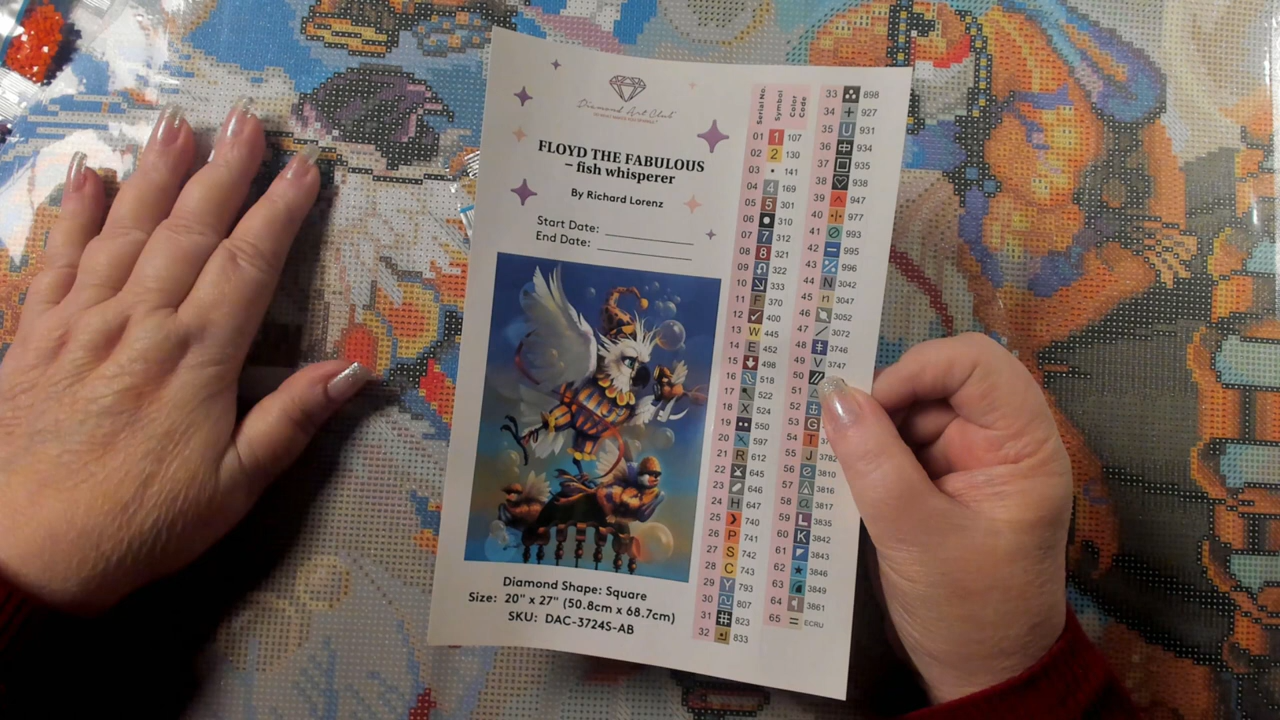 Diamond Art Club
FLOYD THE FABULOUS
– fish whisperer
By Richard Lorenz
Start Date:
End Date:
Diamond Shape: Square
Size: 20" x 27" (50.8cm x 68.7cm)
SKU: DAC-3724S-AB
Serial No. Symbol Color Code
01 1 107
02 2 130
03 • 141
04 4 169
05 5 301
06 310
07 7 312
08 8 321
09 322
10 333
11 F 370
12 400
13 W 445
14 E 452
15 498
16 518
17 522
18 X 524
19 550
20 597
21 R 612
22 645
23 646
24 H 647
25 740
26 P 741
27 S 742
28 C 743
29 Y 793
30 807
31 # 823
32 833
33 898
34 + 927
35 U 931
36 934
37 935
38 ♡ 938
39 947
40 977
41 993
42 – 995
43 996
44 N 3042
45 n 3047
46 3052
47 / 3072
48 ‡ 3746
49 V 3747
50
51
52
53 G
54 T
55 J 3782
56 3810
57 3816
58 a 3817
59 L 3835
60 K 3842
61 3843
62 ★ 3846
63 3849
64 3861
65 = ECRU